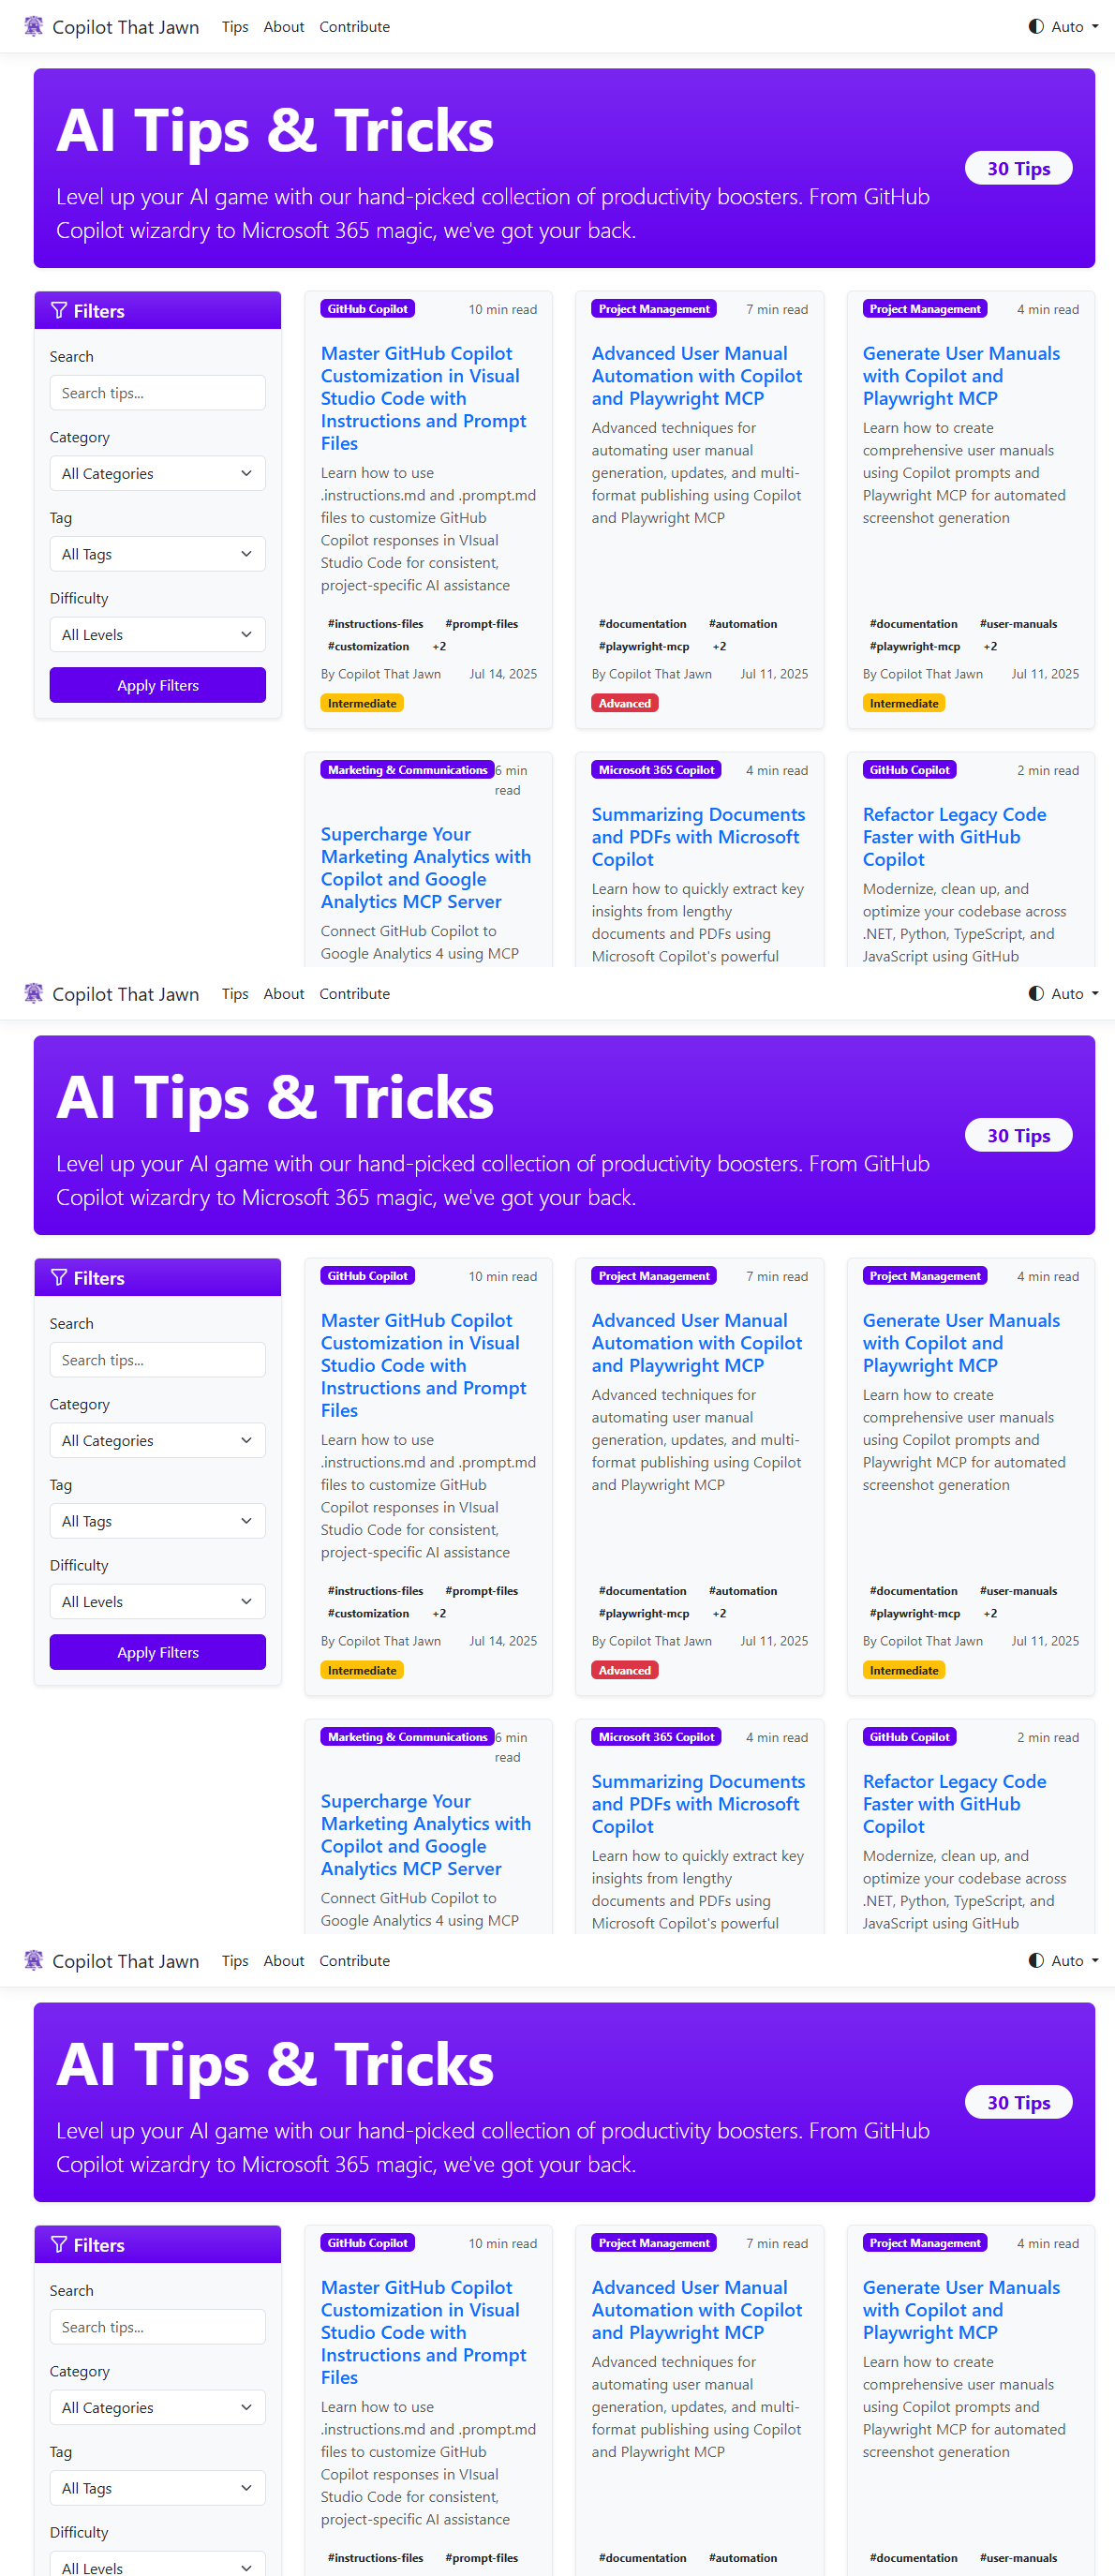 Copilot That Jawn Tips About Contribute Auto
AI Tips & Tricks
Level up your AI game with our hand-picked collection of productivity boosters. From GitHub
Copilot wizardry to Microsoft 365 magic, we've got your back.
30 Tips
Filters
Search
Search tips...
Category
All Categories
Tag
All Tags
Difficulty
All Levels
Apply Filters
GitHub Copilot 10 min read
Master GitHub Copilot
Customization in Visual
Studio Code with
Instructions and Prompt
Files
Learn how to use
.instructions.md and .prompt.md
files to customize GitHub
Copilot responses in VIsual
Studio Code for consistent,
project-specific AI assistance
#instructions-files #prompt-files
#customization +2
By Copilot That Jawn Jul 14, 2025
Intermediate
Project Management 7 min read
Advanced User Manual
Automation with Copilot
and Playwright MCP
Advanced techniques for
automating user manual
generation, updates, and multi-
format publishing using Copilot
and Playwright MCP
#documentation #automation
#playwright-mcp +2
By Copilot That Jawn Jul 11, 2025
Advanced
Project Management 4 min read
Generate User Manuals
with Copilot and
Playwright MCP
Learn how to create
comprehensive user manuals
using Copilot prompts and
Playwright MCP for automated
screenshot generation
#documentation #user-manuals
#playwright-mcp +2
By Copilot That Jawn Jul 11, 2025
Intermediate
Marketing & Communications 6 min
read
Supercharge Your
Marketing Analytics with
Copilot and Google
Analytics MCP Server
Connect GitHub Copilot to
Google Analytics 4 using MCP
Microsoft 365 Copilot 4 min read
Summarizing Documents
and PDFs with Microsoft
Copilot
Learn how to quickly extract key
insights from lengthy
documents and PDFs using
Microsoft Copilot's powerful
GitHub Copilot 2 min read
Refactor Legacy Code
Faster with GitHub
Copilot
Modernize, clean up, and
optimize your codebase across
.NET, Python, TypeScript, and
JavaScript using GitHub
Copilot That Jawn Tips About Contribute Auto
AI Tips & Tricks
Level up your AI game with our hand-picked collection of productivity boosters. From GitHub
Copilot wizardry to Microsoft 365 magic, we've got your back.
30 Tips
Filters
Search
Search tips...
Category
All Categories
Tag
All Tags
Difficulty
All Levels
Apply Filters
GitHub Copilot 10 min read
Master GitHub Copilot
Customization in Visual
Studio Code with
Instructions and Prompt
Files
Learn how to use
.instructions.md and .prompt.md
files to customize GitHub
Copilot responses in VIsual
Studio Code for consistent,
project-specific AI assistance
#instructions-files #prompt-files
#customization +2
By Copilot That Jawn Jul 14, 2025
Intermediate
Project Management 7 min read
Advanced User Manual
Automation with Copilot
and Playwright MCP
Advanced techniques for
automating user manual
generation, updates, and multi-
format publishing using Copilot
and Playwright MCP
#documentation #automation
#playwright-mcp +2
By Copilot That Jawn Jul 11, 2025
Advanced
Project Management 4 min read
Generate User Manuals
with Copilot and
Playwright MCP
Learn how to create
comprehensive user manuals
using Copilot prompts and
Playwright MCP for automated
screenshot generation
#documentation #user-manuals
#playwright-mcp +2
By Copilot That Jawn Jul 11, 2025
Intermediate
Marketing & Communications 6 min
read
Supercharge Your
Marketing Analytics with
Copilot and Google
Analytics MCP Server
Connect GitHub Copilot to
Google Analytics 4 using MCP
Microsoft 365 Copilot 4 min read
Summarizing Documents
and PDFs with Microsoft
Copilot
Learn how to quickly extract key
insights from lengthy
documents and PDFs using
Microsoft Copilot's powerful
GitHub Copilot 2 min read
Refactor Legacy Code
Faster with GitHub
Copilot
Modernize, clean up, and
optimize your codebase across
.NET, Python, TypeScript, and
JavaScript using GitHub
Copilot That Jawn Tips About Contribute Auto
AI Tips & Tricks
Level up your AI game with our hand-picked collection of productivity boosters. From GitHub
Copilot wizardry to Microsoft 365 magic, we've got your back.
30 Tips
Filters
Search
Search tips...
Category
All Categories
Tag
All Tags
Difficulty
All Levels
GitHub Copilot 10 min read
Master GitHub Copilot
Customization in Visual
Studio Code with
Instructions and Prompt
Files
Learn how to use
.instructions.md and .prompt.md
files to customize GitHub
Copilot responses in VIsual
Studio Code for consistent,
project-specific AI assistance
#instructions-files #prompt-files
Project Management 7 min read
Advanced User Manual
Automation with Copilot
and Playwright MCP
Advanced techniques for
automating user manual
generation, updates, and multi-
format publishing using Copilot
and Playwright MCP
#documentation #automation
Project Management 4 min read
Generate User Manuals
with Copilot and
Playwright MCP
Learn how to create
comprehensive user manuals
using Copilot prompts and
Playwright MCP for automated
screenshot generation
#documentation #user-manuals